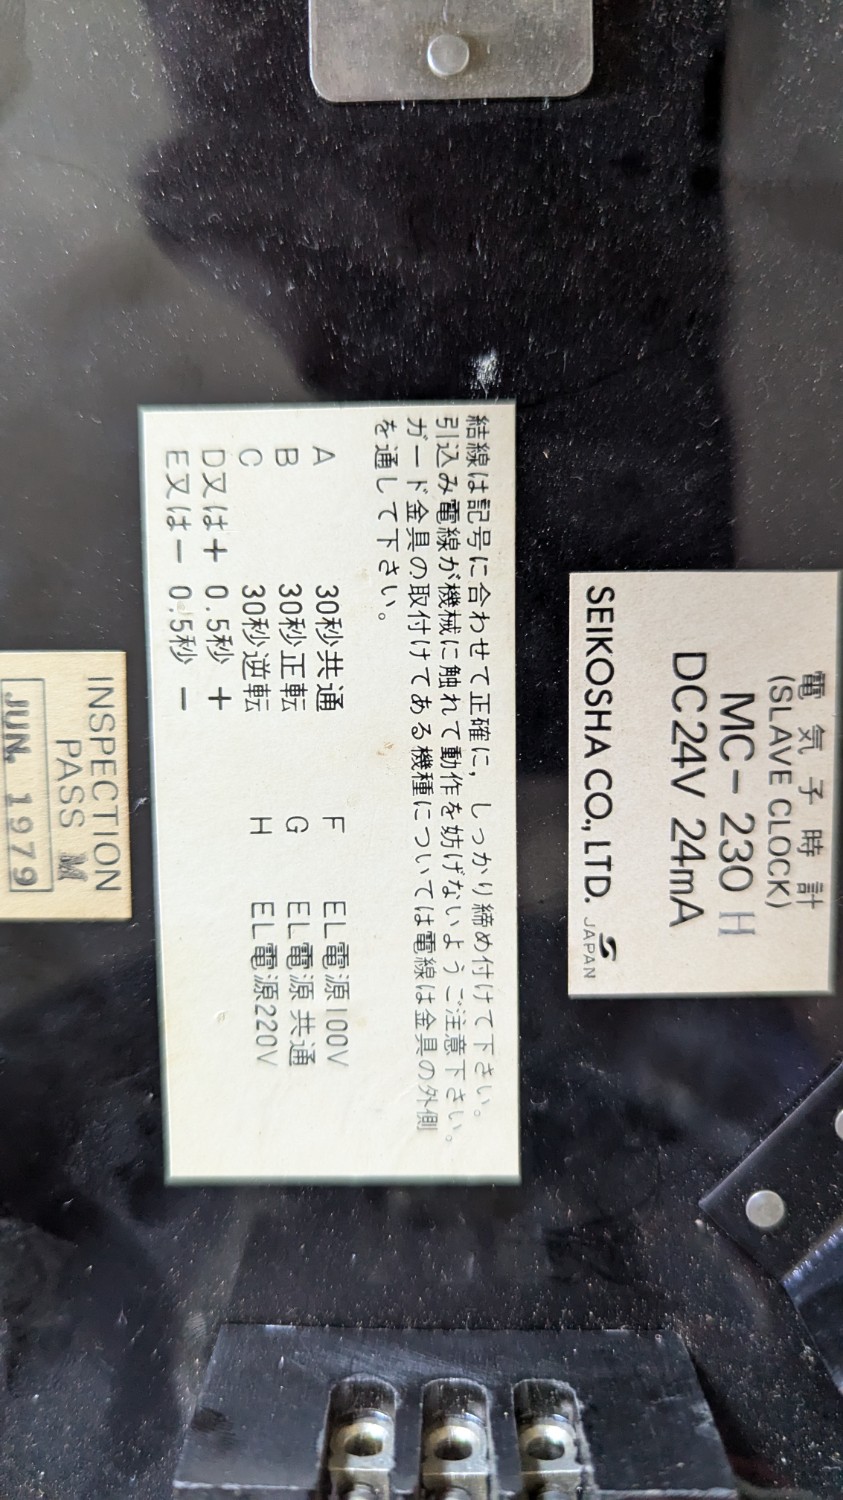 電気子時計
(SLAVE CLOCK)
MC-230 H
DC24V 24mA
SEIKOSHA CO., LTD. JAPAN
結線は記号に合わせて正確に，しっかり締め付けて下さい。
引込み電線が機械に触れて動作を妨げないようご注意下さい。
ガード金具の取付けてある機種については電線は金具の外側
を通して下さい。
A 30秒共通 F EL電源100V
B 30秒正転 G EL電源共通
C 30秒逆転 H EL電源220V
D又は＋ 0.5秒 ＋
E又は－ 0.5秒 －
INSPECTION
PASS M
JUN. 1979